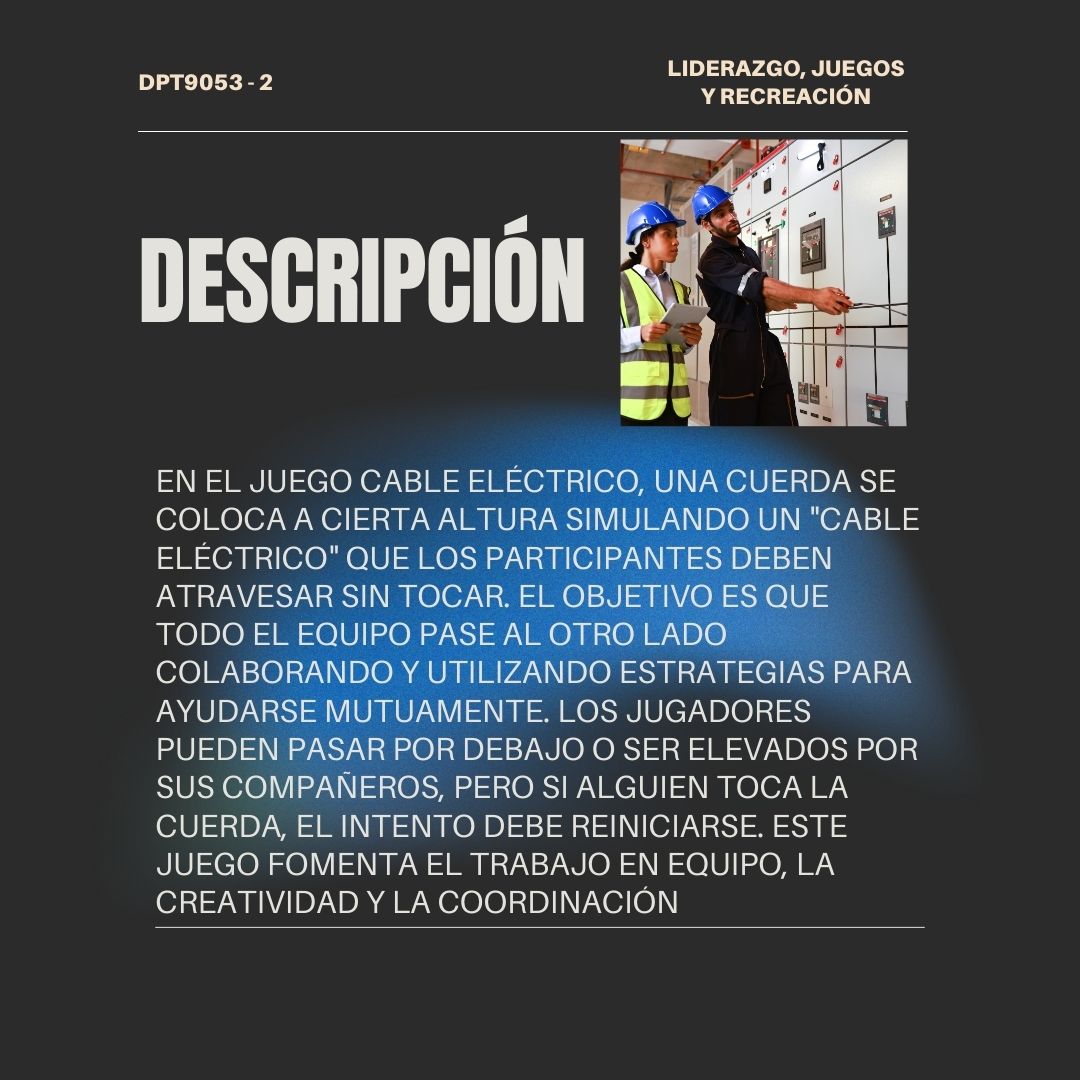 DPT9053 - 2
LIDERAZGO, JUEGOS
Y RECREACIÓN
DESCRIPCIÓN
EN EL JUEGO CABLE ELÉCTRICO, UNA CUERDA SE
COLOCA A CIERTA ALTURA SIMULANDO UN "CABLE
ELÉCTRICO" QUE LOS PARTICIPANTES DEBEN
ATRAVESAR SIN TOCAR. EL OBJETIVO ES QUE
TODO EL EQUIPO PASE AL OTRO LADO
COLABORANDO Y UTILIZANDO ESTRATEGIAS PARA
AYUDARSE MUTUAMENTE. LOS JUGADORES
PUEDEN PASAR POR DEBAJO O SER ELEVADOS POR
SUS COMPAÑEROS, PERO SI ALGUIEN TOCA LA
CUERDA, EL INTENTO DEBE REINICIARSE. ESTE
JUEGO FOMENTA EL TRABAJO EN EQUIPO, LA
CREATIVIDAD Y LA COORDINACIÓN